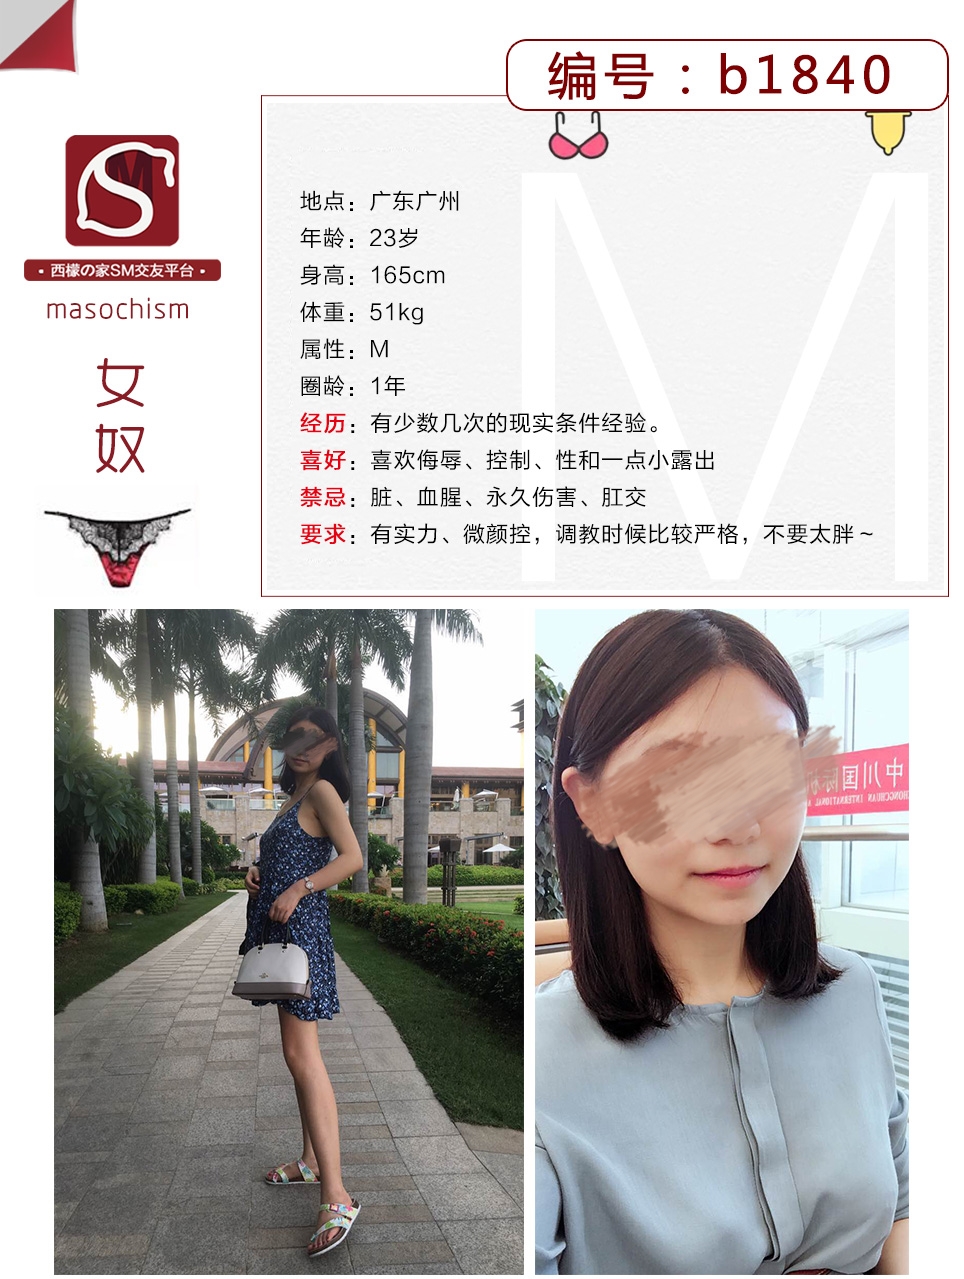 编号：b1840
SM
·西檬の家SM交友平台·
masochism
女
奴
地点：广东广州
年龄：23岁
身高：165cm
体重：51kg
属性：M
圈龄：1年
经历：有少数几次的现实条件经验。
喜好：喜欢侮辱、控制、性和一点小露出
禁忌：脏、血腥、永久伤害、肛交
要求：有实力、微颜控，调教时候比较严格，不要太胖～
M
中川国际机
HONGCHUAN INTERNATIONAL A